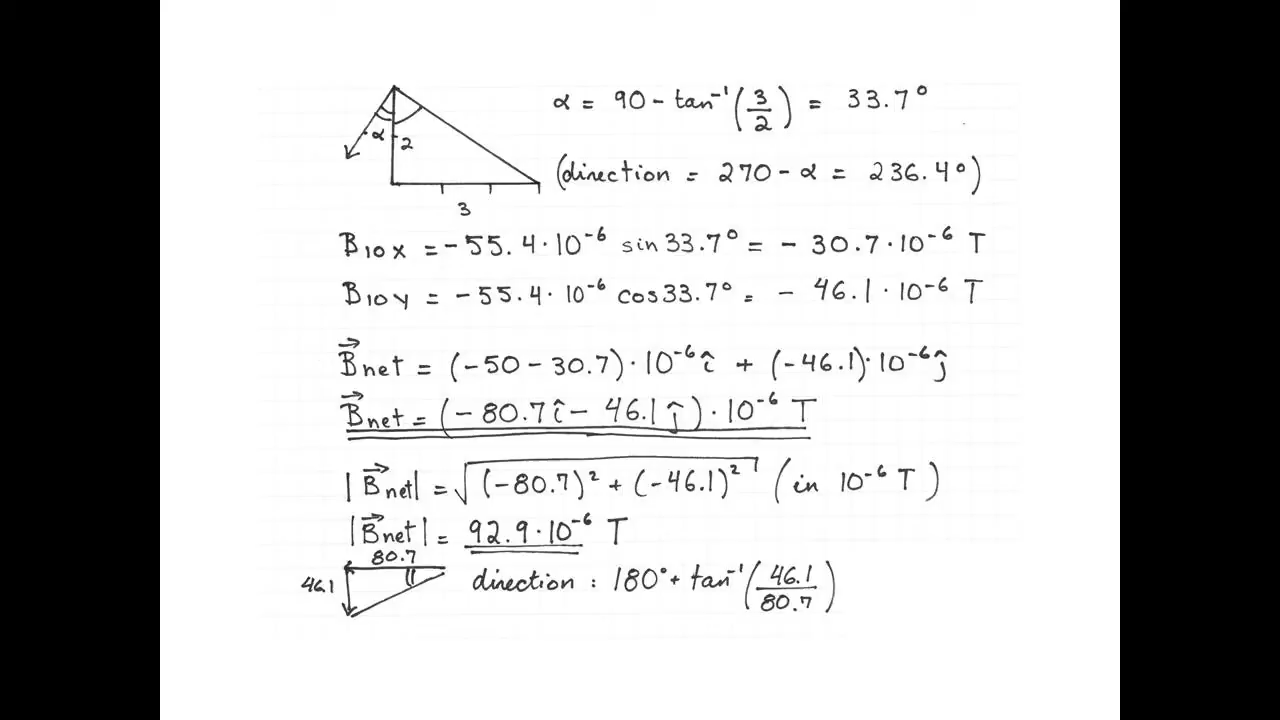 α = 90 - tan⁻¹(3/2) = 33.7°
α 2
(direction = 270 - α = 236.4°)
3
B10x = -55.4·10⁻⁶ sin 33.7° = - 30.7·10⁻⁶ T
B10y = -55.4·10⁻⁶ cos 33.7° = - 46.1·10⁻⁶ T
B⃗net = (-50 - 30.7)·10⁻⁶ î + (-46.1)·10⁻⁶ ĵ
B⃗net = (-80.7 î - 46.1 ĵ)·10⁻⁶ T
|B⃗net| = √((-80.7)² + (-46.1)²) (in 10⁻⁶ T)
|B⃗net| = 92.9·10⁻⁶ T
80.7
46.1 direction : 180° + tan⁻¹(46.1/80.7)